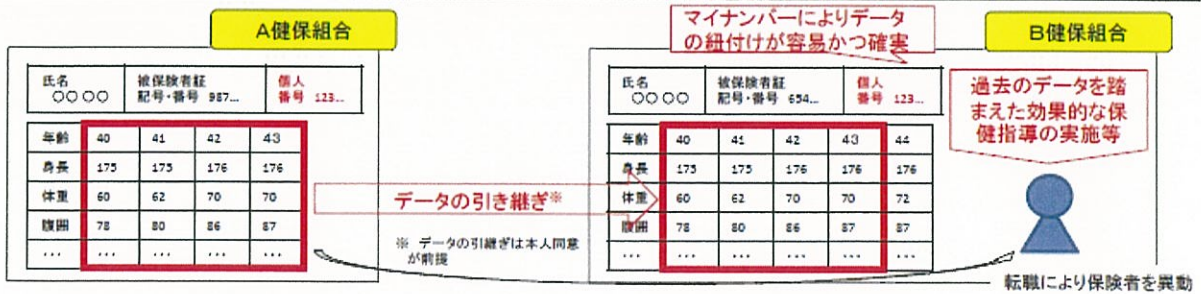 A健保組合
氏名
○○ ○○
被保険者証
記号・番号 987...
個人
番号 123...
年齢 40 41 42 43
身長 175 175 176 176
体重 60 62 70 70
腹囲 78 80 86 87
... ... ... ... ...
データの引き継ぎ※
※ データの引継ぎは本人同意
が前提
マイナンバーによりデータ
の紐付けが容易かつ確実
B健保組合
氏名
○○ ○○
被保険者証
記号・番号 654...
個人
番号 123...
年齢 40 41 42 43 44
身長 175 175 176 176 176
体重 60 62 70 70 72
腹囲 78 80 86 87 87
... ... ... ... ... ...
過去のデータを踏
まえた効果的な保
健指導の実施等
転職により保険者を異動